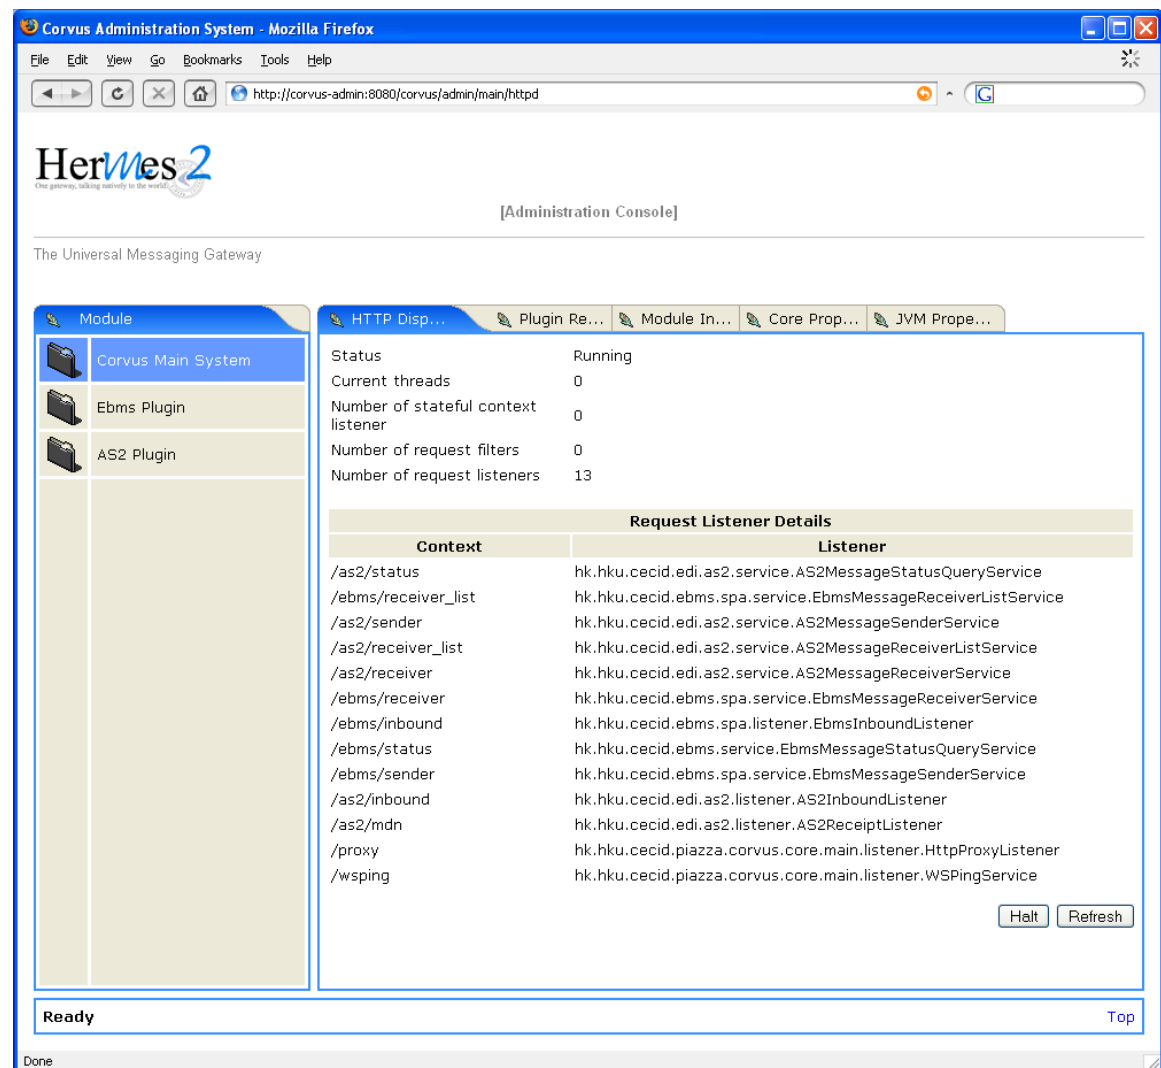 Corvus Administration System - Mozilla Firefox
File Edit View Go Bookmarks Tools Help
http://corvus-admin:8080/corvus/admin/main/httpd
G
Hermes 2
One gateway, talking natively to the world
[Administration Console]
The Universal Messaging Gateway
Module
HTTP Disp... Plugin Re... Module In... Core Prop... JVM Prope...
Corvus Main System
Ebms Plugin
AS2 Plugin
Status Running
Current threads 0
Number of stateful context
listener 0
Number of request filters 0
Number of request listeners 13
Request Listener Details
Context Listener
/as2/status hk.hku.cecid.edi.as2.service.AS2MessageStatusQueryService
/ebms/receiver_list hk.hku.cecid.ebms.spa.service.EbmsMessageReceiverListService
/as2/sender hk.hku.cecid.edi.as2.service.AS2MessageSenderService
/as2/receiver_list hk.hku.cecid.edi.as2.service.AS2MessageReceiverListService
/as2/receiver hk.hku.cecid.edi.as2.service.AS2MessageReceiverService
/ebms/receiver hk.hku.cecid.ebms.spa.service.EbmsMessageReceiverService
/ebms/inbound hk.hku.cecid.ebms.spa.listener.EbmsInboundListener
/ebms/status hk.hku.cecid.ebms.service.EbmsMessageStatusQueryService
/ebms/sender hk.hku.cecid.ebms.spa.service.EbmsMessageSenderService
/as2/inbound hk.hku.cecid.edi.as2.listener.AS2InboundListener
/as2/mdn hk.hku.cecid.edi.as2.listener.AS2ReceiptListener
/proxy hk.hku.cecid.piazza.corvus.core.main.listener.HttpProxyListener
/wsping hk.hku.cecid.piazza.corvus.core.main.listener.WSPingService
Halt Refresh
Ready Top
Done